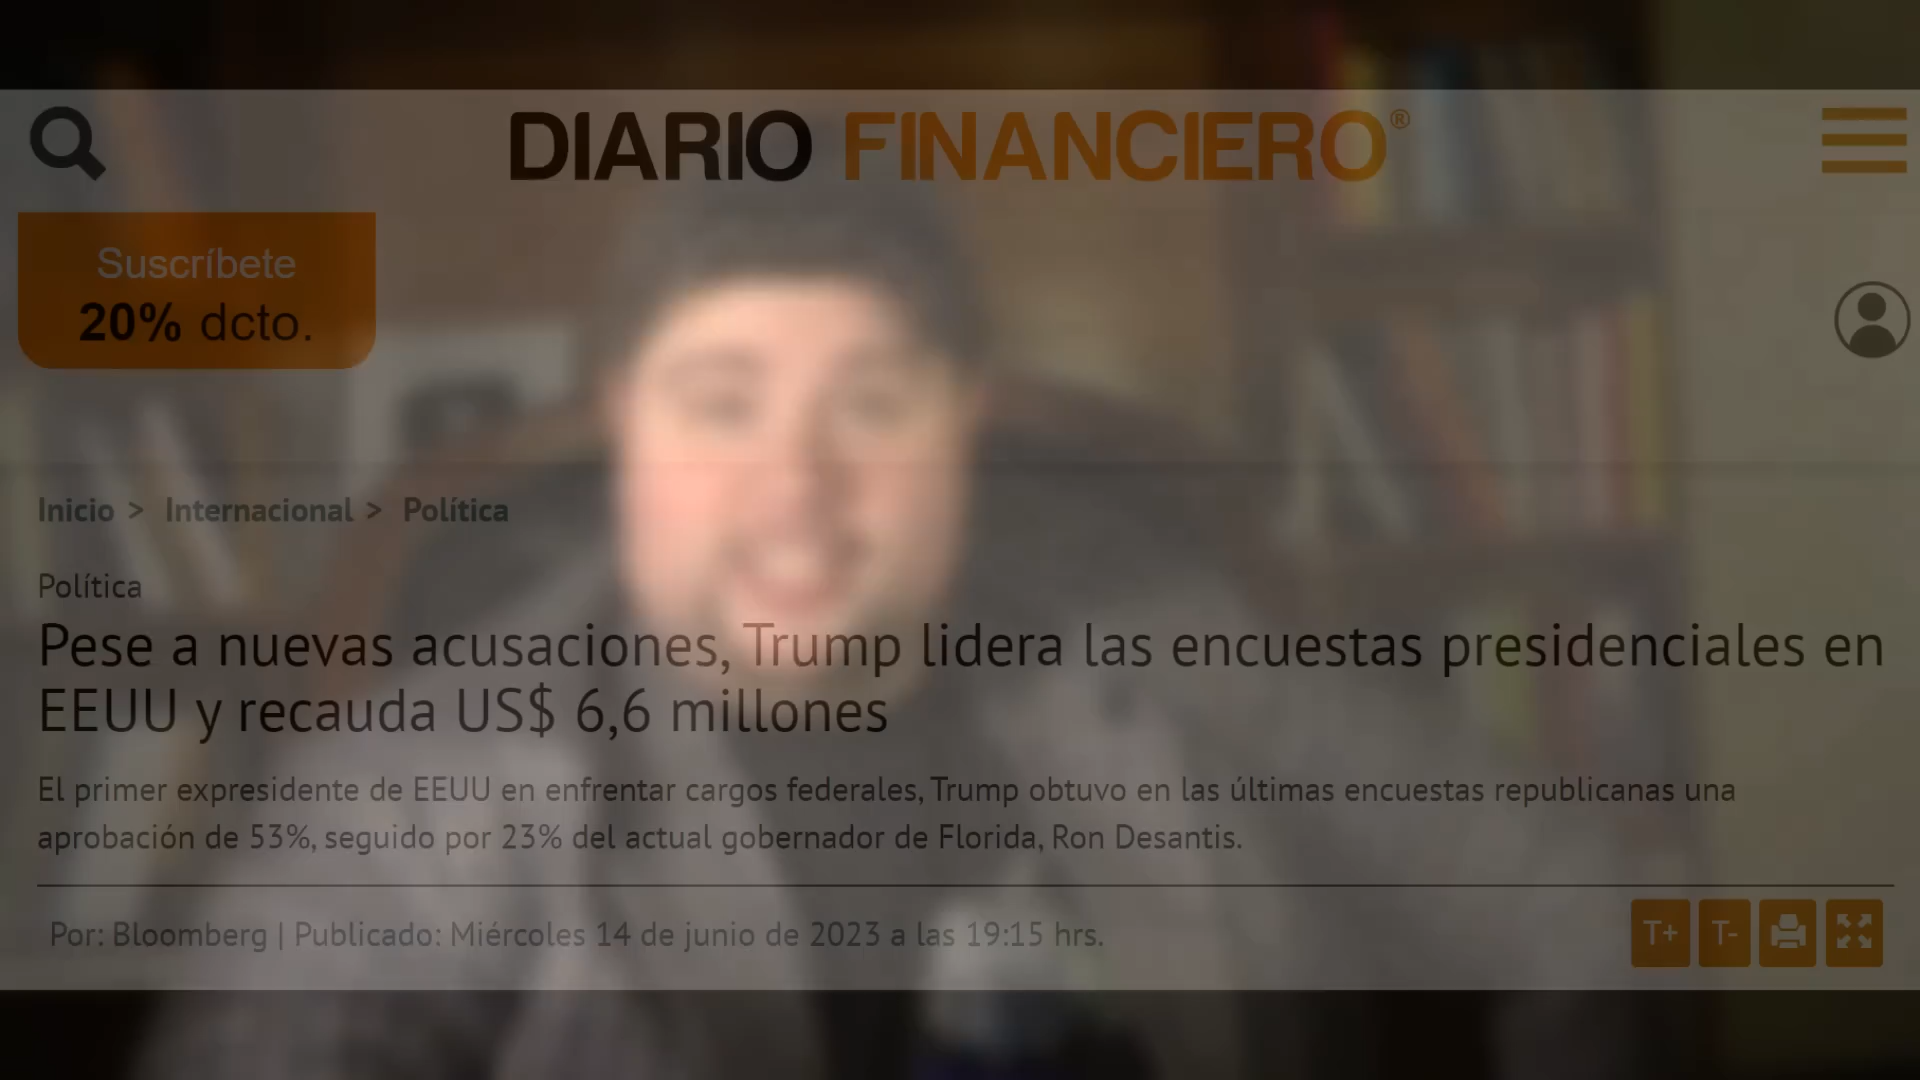 DIARIO FINANCIERO®
Suscríbete
20% dcto.
Inicio > Internacional > Política
Política
Pese a nuevas acusaciones, Trump lidera las encuestas presidenciales en
EEUU y recauda US$ 6,6 millones
El primer expresidente de EEUU en enfrentar cargos federales, Trump obtuvo en las últimas encuestas republicanas una
aprobación de 53%, seguido por 23% del actual gobernador de Florida, Ron Desantis.
Por: Bloomberg | Publicado: Miércoles 14 de junio de 2023 a las 19:15 hrs.
T+ T-